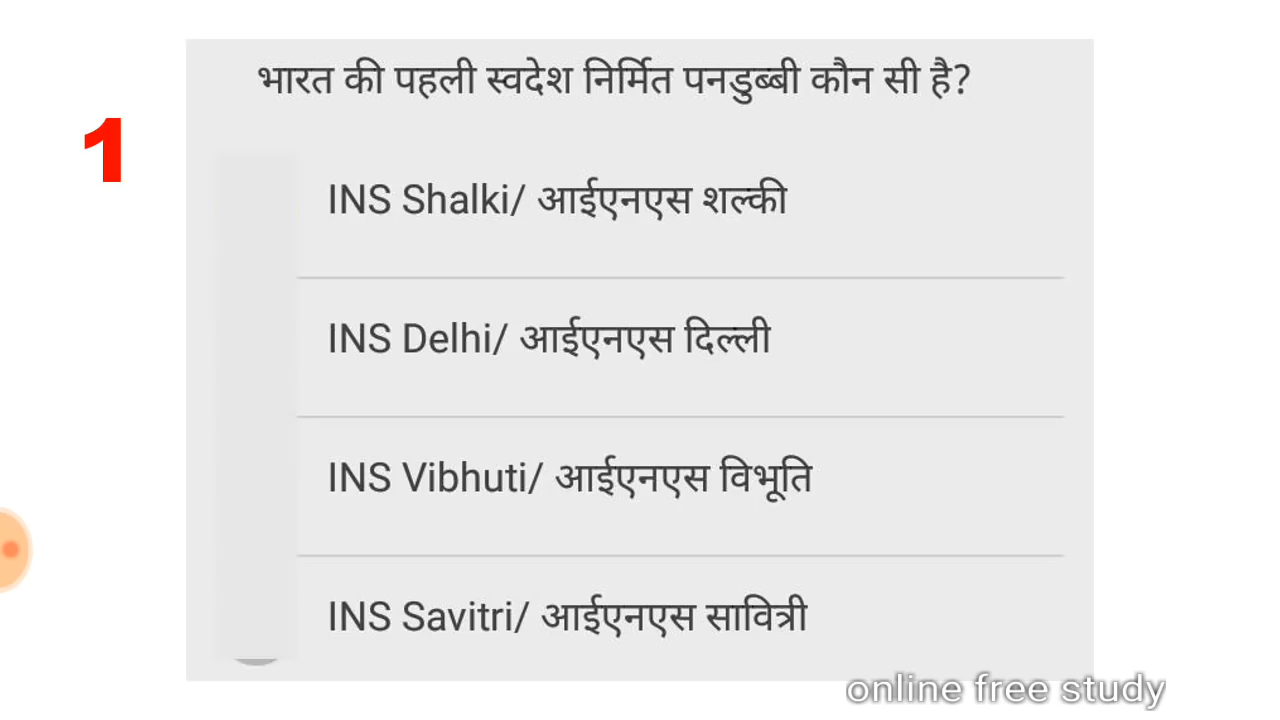 भारत की पहली स्वदेश निर्मित पनडुब्बी कौन सी है?
1
INS Shalki/ आईएनएस शल्की
INS Delhi/ आईएनएस दिल्ली
INS Vibhuti/ आईएनएस विभूति
INS Savitri/ आईएनएस सावित्री
online free study